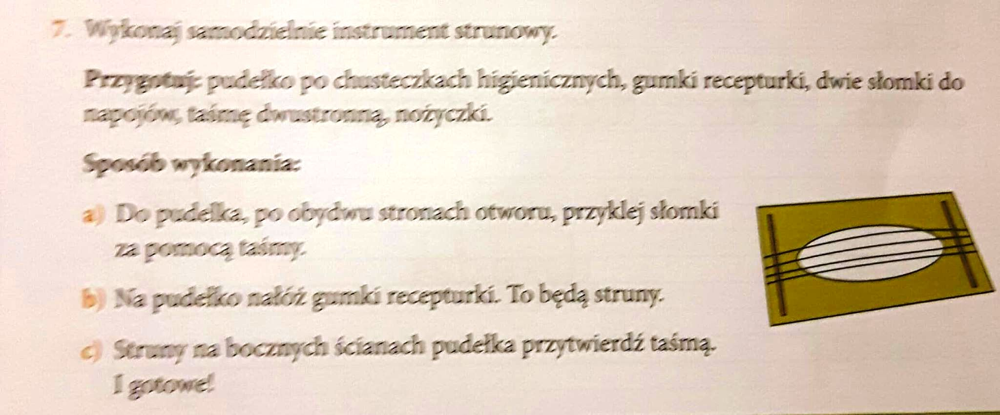 7. Wykonaj samodzielnie instrument strunowy.
Przygotuj: pudełko po chusteczkach higienicznych, gumki recepturki, dwie słomki do
napojów, taśmę dwustronną, nożyczki.
Sposób wykonania:
a) Do pudełka, po obydwu stronach otworu, przyklej słomki
za pomocą taśmy.
b) Na pudełko nałóż gumki recepturki. To będą struny.
c) Struny na bocznych ścianach pudełka przytwierdź taśmą.
I gotowe!